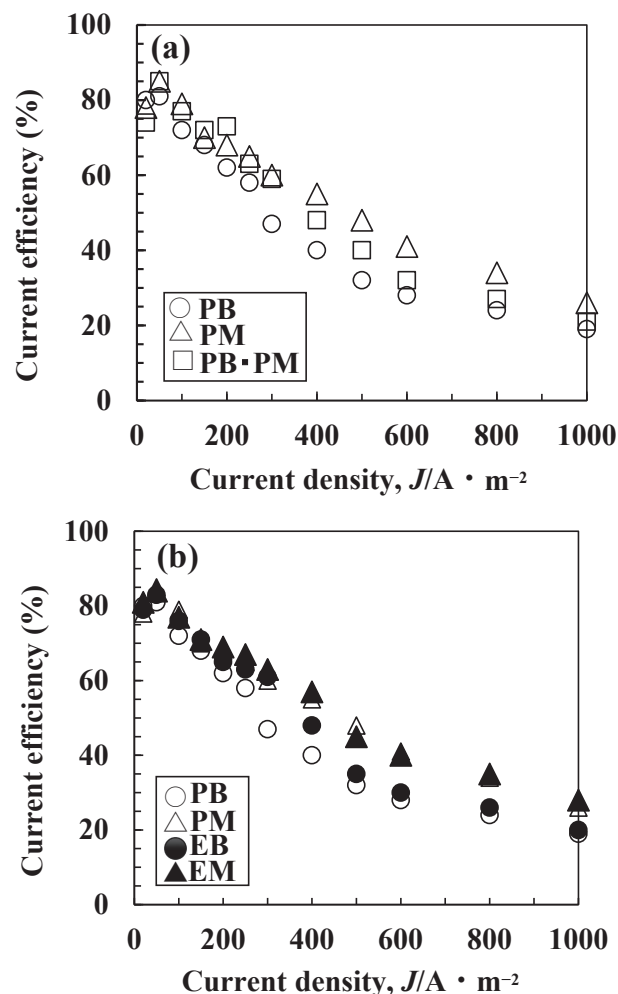 (a)
100
80
60
40
20
0
Current efficiency (%)
PB
PM
PB・PM
0 200 400 600 800 1000
Current density, J/A・m⁻²
(b)
100
80
60
40
20
0
Current efficiency (%)
PB
PM
EB
EM
0 200 400 600 800 1000
Current density, J/A・m⁻²